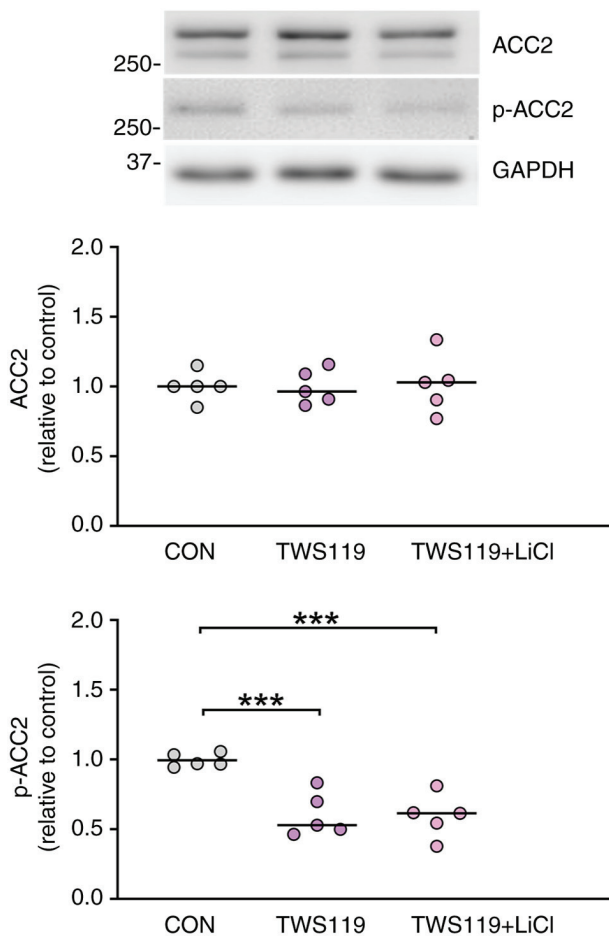 250-
ACC2
250-
p-ACC2
37-
GAPDH
ACC2
(relative to control)
2.0
1.5
1.0
0.5
0.0
CON TWS119 TWS119+LiCl
p-ACC2
(relative to control)
2.0
1.5
1.0
0.5
0.0
***
***
CON TWS119 TWS119+LiCl